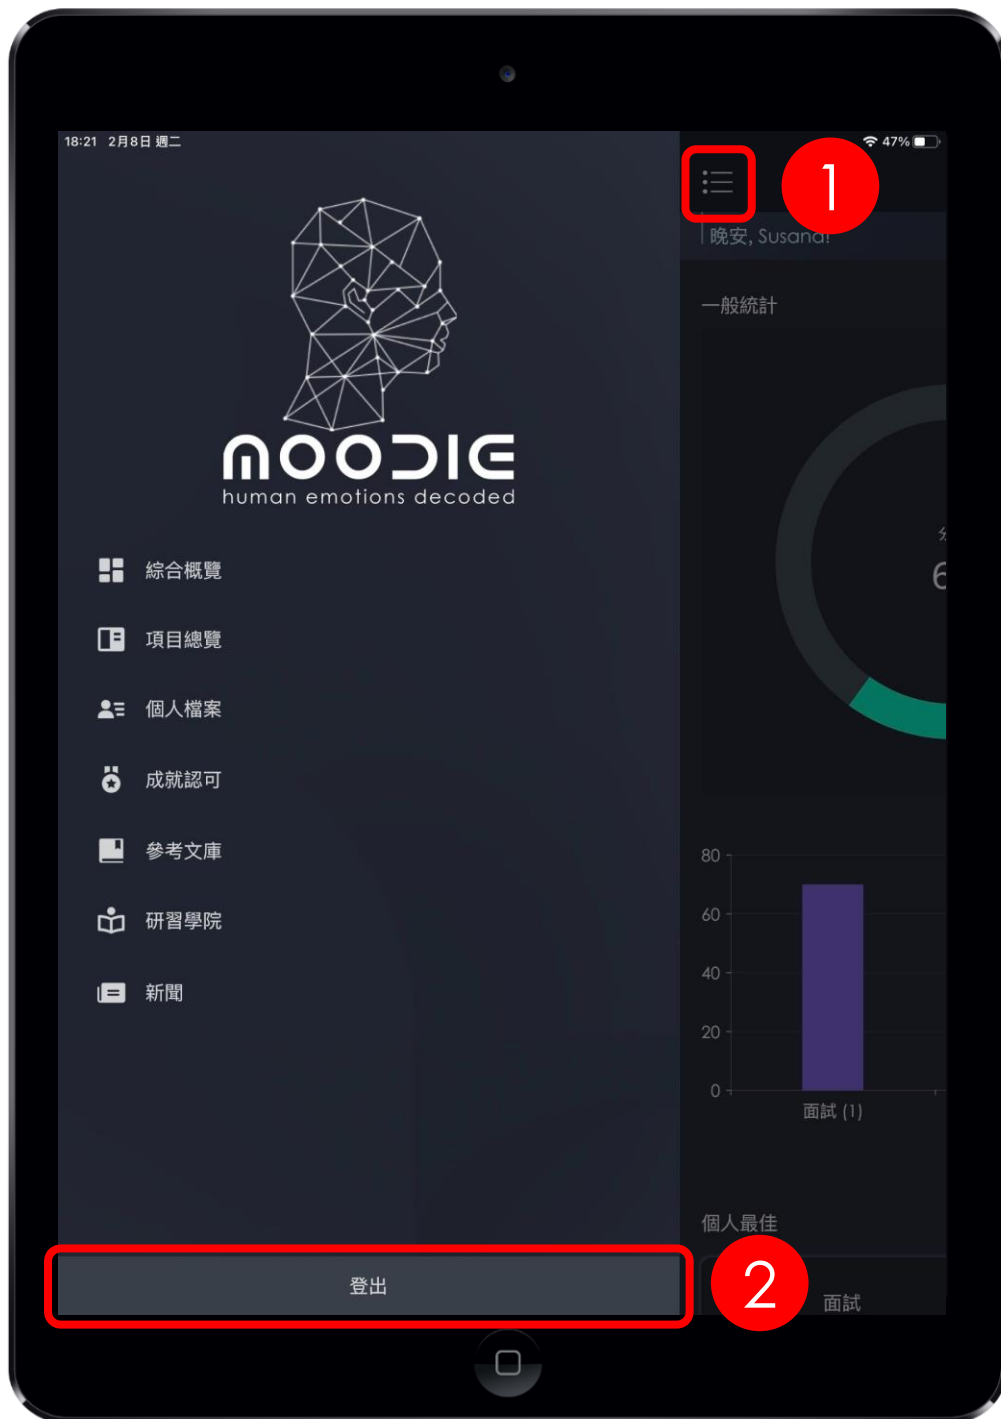 18:21 2月8日 週二
47%
1
晚安, Susana!
一般統計
MOODIE
human emotions decoded
綜合概覽
項目總覽
個人檔案
成就認可
參考文庫
研習學院
新聞
6
80
60
40
20
0
面試 (1)
個人最佳
面試
登出
2